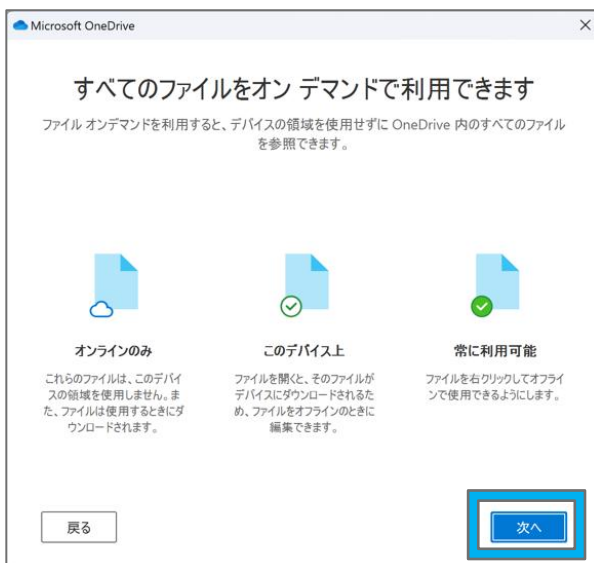 Microsoft OneDrive
すべてのファイルをオン デマンドで利用できます
ファイル オンデマンドを利用すると、デバイスの領域を使用せずに OneDrive 内のすべてのファイル
を参照できます。
オンラインのみ
これらのファイルは、このデバイ
スの領域を使用しません。ま
た、ファイルは使用するときにダ
ウンロードされます。
このデバイス上
ファイルを開くと、そのファイルが
デバイスにダウンロードされるた
め、ファイルをオフラインのときに
編集できます。
常に利用可能
ファイルを右クリックしてオフライ
ンで使用できるようにします。
戻る
次へ